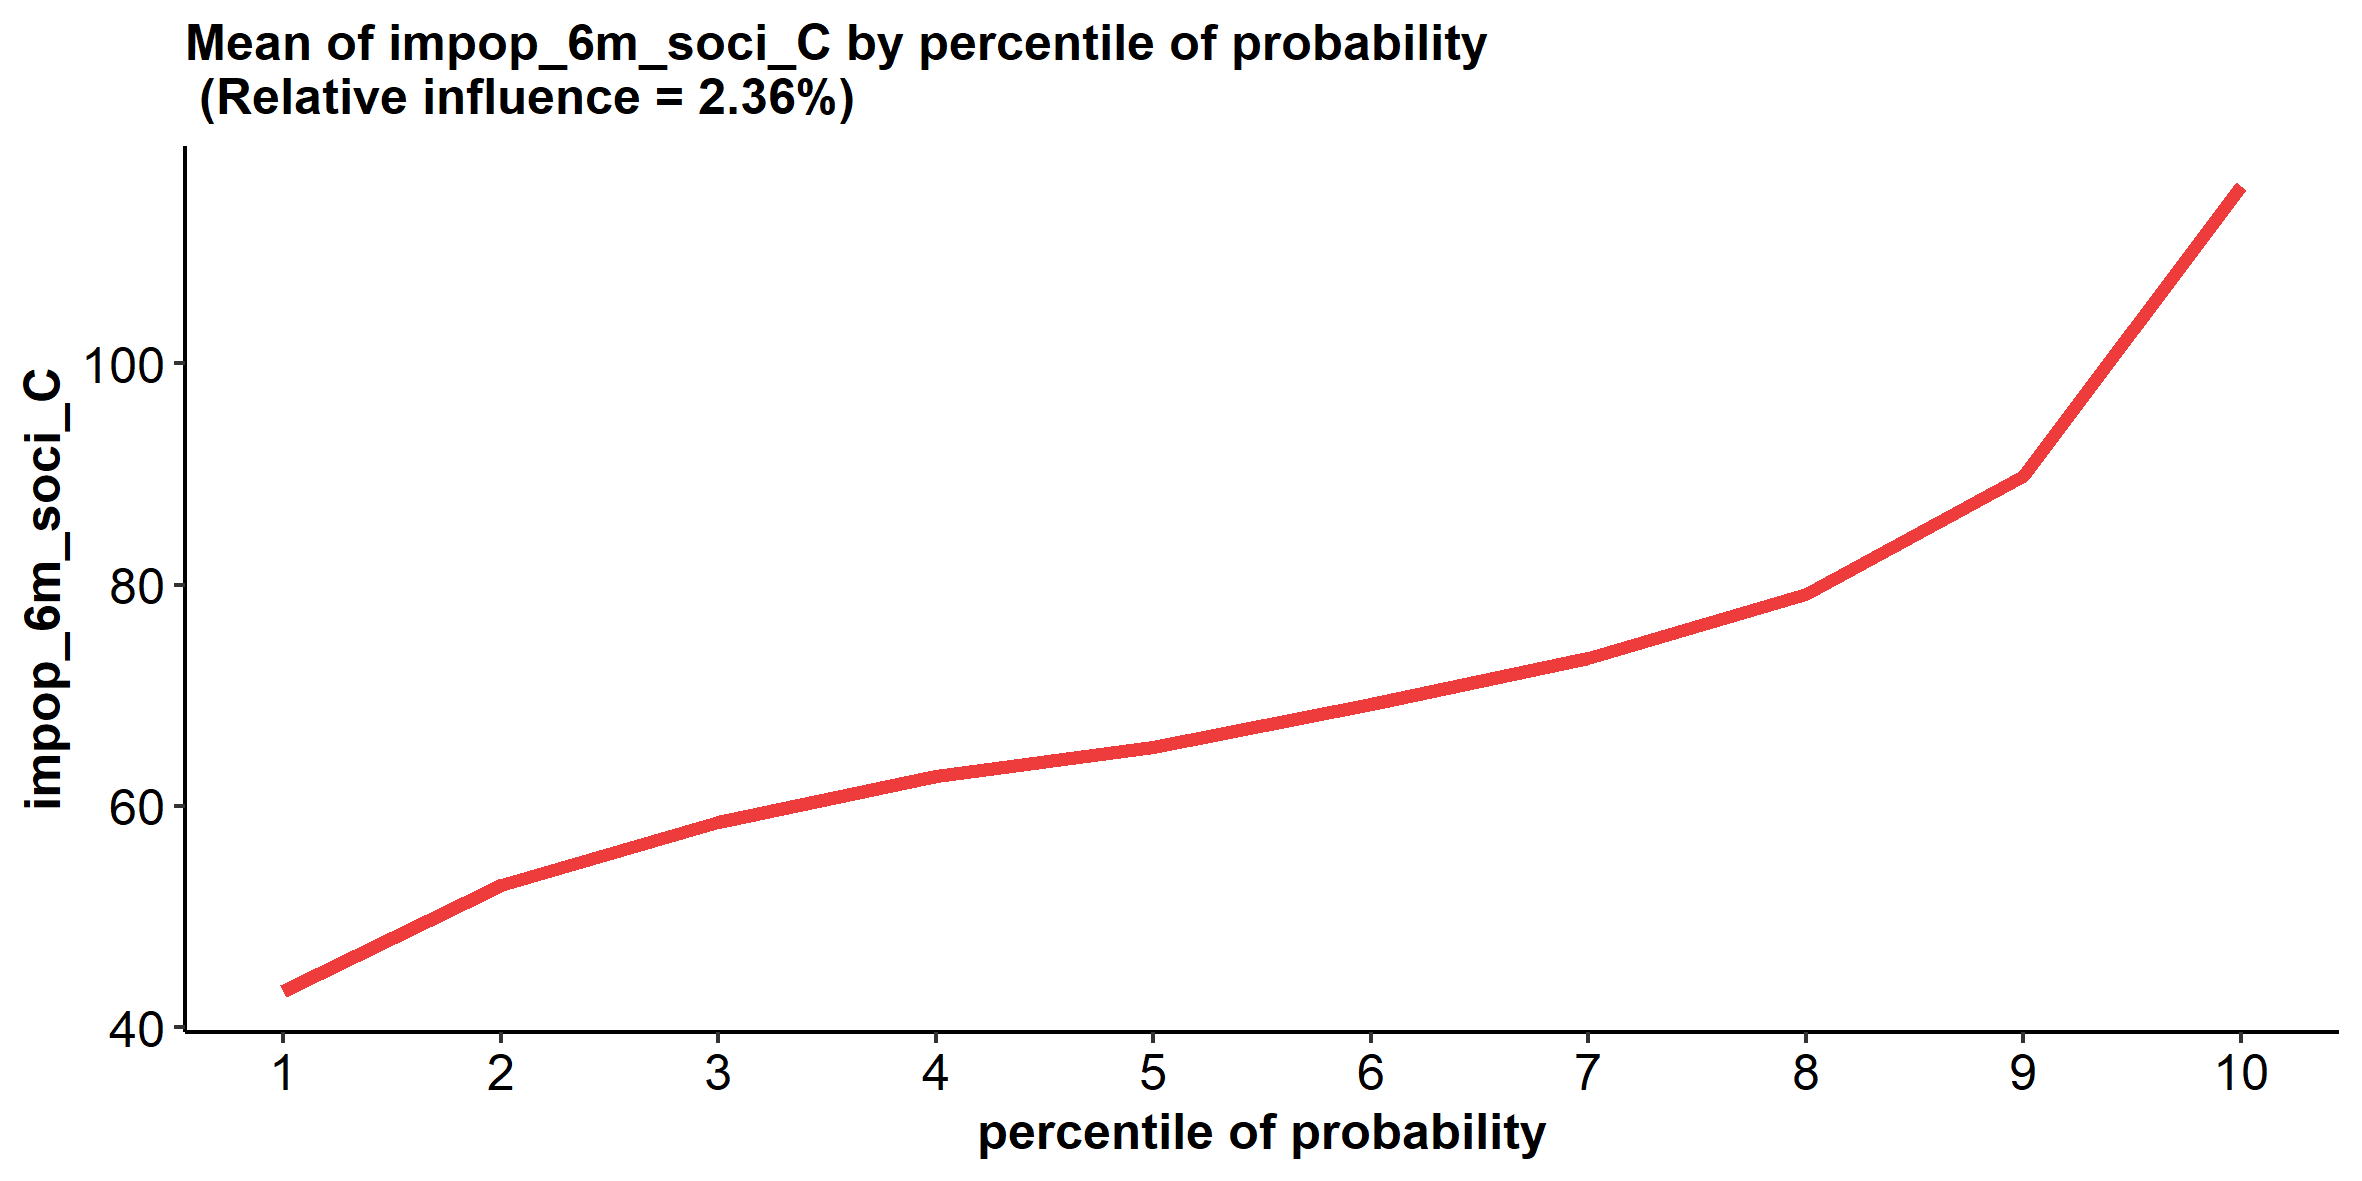 Mean of impop_6m_soci_C by percentile of probability
(Relative influence = 2.36%)
impop_6m_soci_C
100
80
60
40
1 2 3 4 5 6 7 8 9 10
percentile of probability